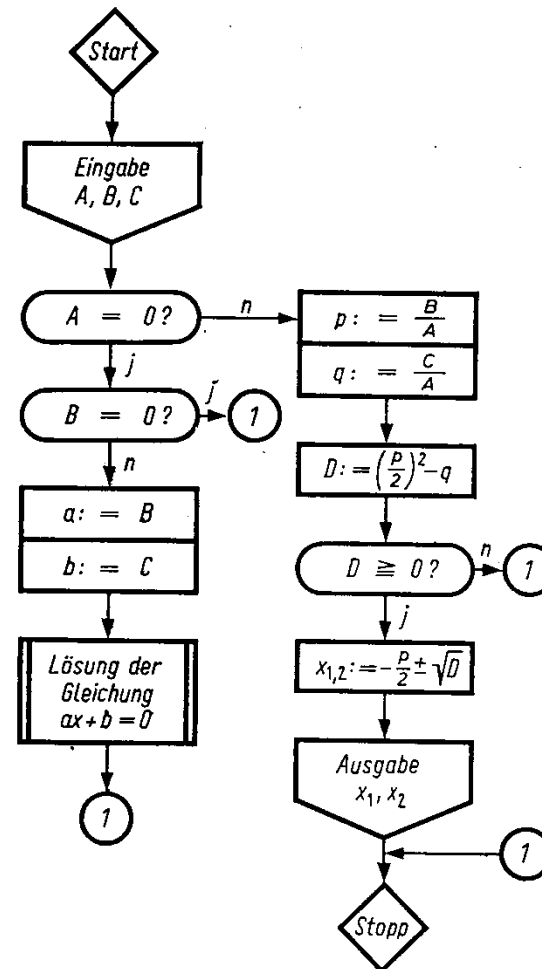 Start
Eingabe
A, B, C
A = 0?
j
n
B = 0?
j
1
n
a: = B
b: = C
Lösung der
Gleichung
ax + b = 0
1
p: = B/A
q: = C/A
D: = (p/2)² - q
D ≧ 0?
n
1
j
x₁,₂: = -p/2 ± √D
Ausgabe
x₁, x₂
1
Stopp